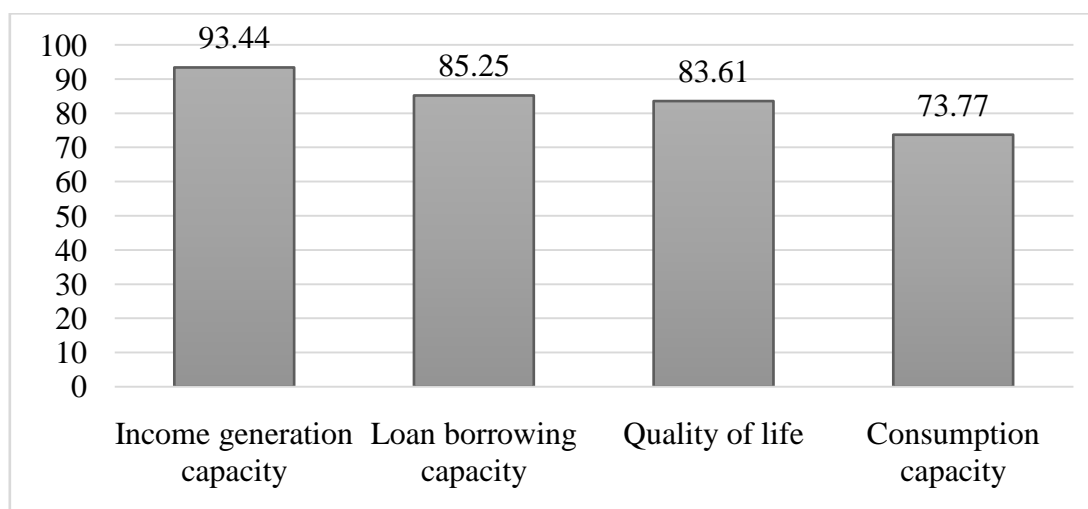 93.44
85.25
83.61
73.77
100
90
80
70
60
50
40
30
20
10
0
Income generation
capacity
Loan borrowing
capacity
Quality of life
Consumption
capacity